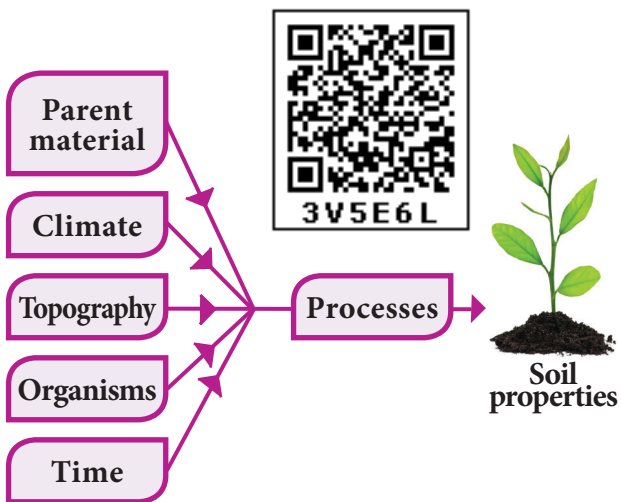 Parent
material
Climate
Topography
Organisms
Time
3V5E6L
Processes
Soil
properties